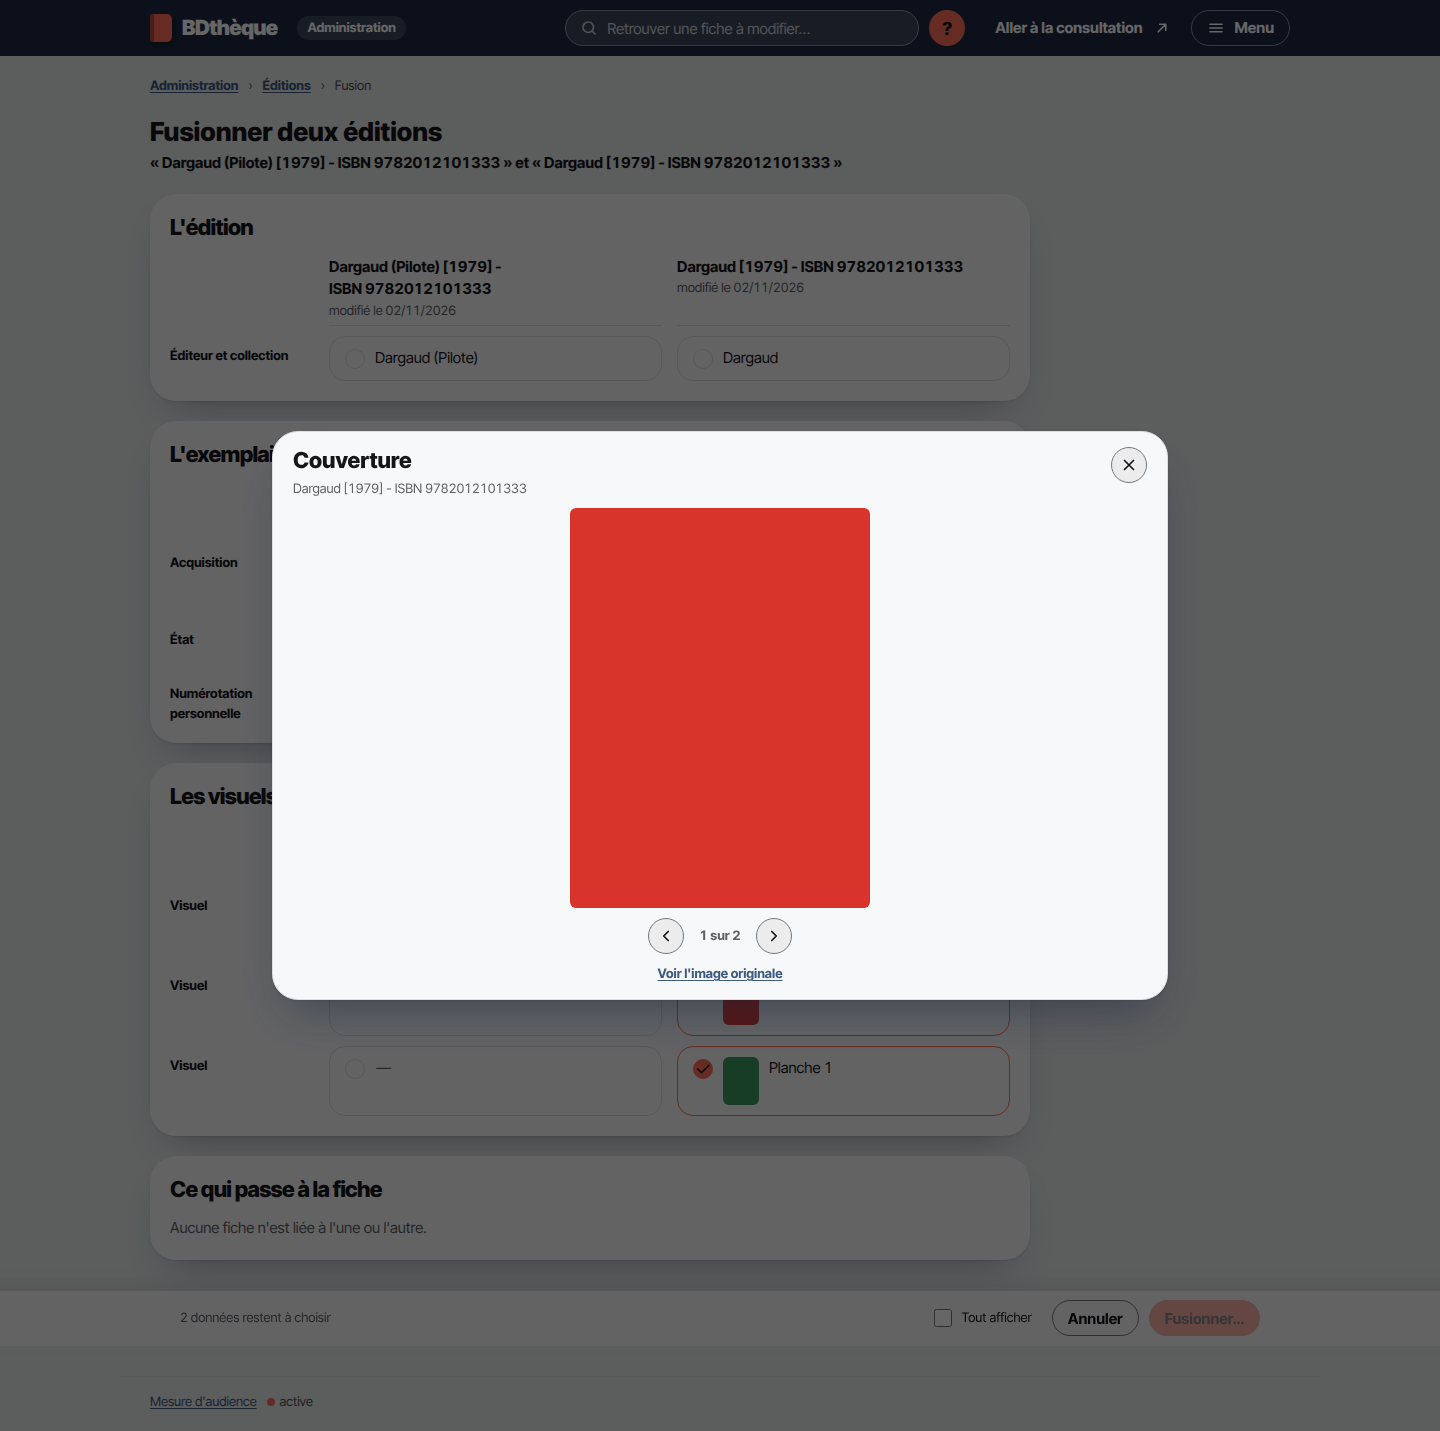 BDthèque
Administration
Retrouver une fiche à modifier...
?
Aller à la consultation
Menu
Administration › Éditions › Fusion
Fusionner deux éditions
« Dargaud (Pilote) [1979] - ISBN 9782012101333 » et « Dargaud [1979] - ISBN 9782012101333 »
L'édition
Dargaud (Pilote) [1979] -
ISBN 9782012101333
modifié le 02/11/2026
Dargaud [1979] - ISBN 9782012101333
modifié le 02/11/2026
Éditeur et collection
Dargaud (Pilote)
Dargaud
Couverture
Dargaud [1979] - ISBN 9782012101333
Acquisition
État
Numérotation
personnelle
Les visuels
Visuel
1 sur 2
Voir l'image originale
Visuel
Visuel
—
Planche 1
Ce qui passe à la fiche
Aucune fiche n'est liée à l'une ou l'autre.
2 données restent à choisir
Tout afficher
Annuler
Fusionner...
Mesure d'audience
active